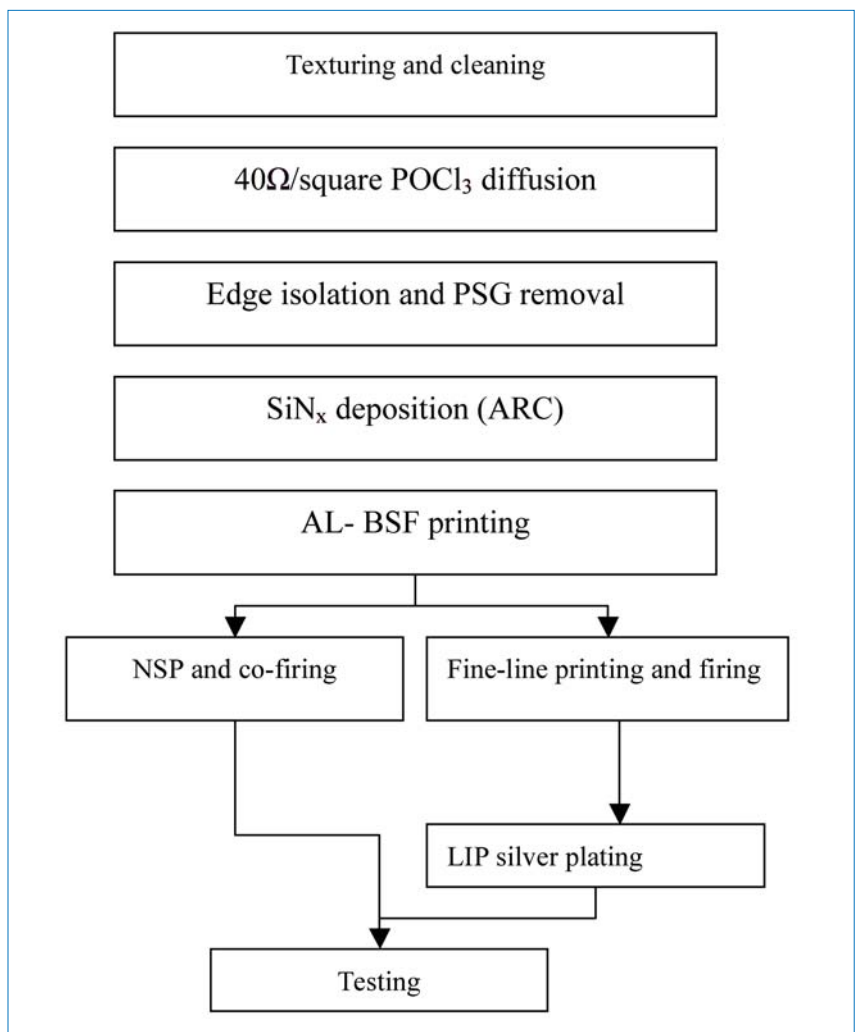 Texturing and cleaning
40Ω/square POCl₃ diffusion
Edge isolation and PSG removal
SiNₓ deposition (ARC)
AL- BSF printing
NSP and co-firing
Fine-line printing and firing
LIP silver plating
Testing